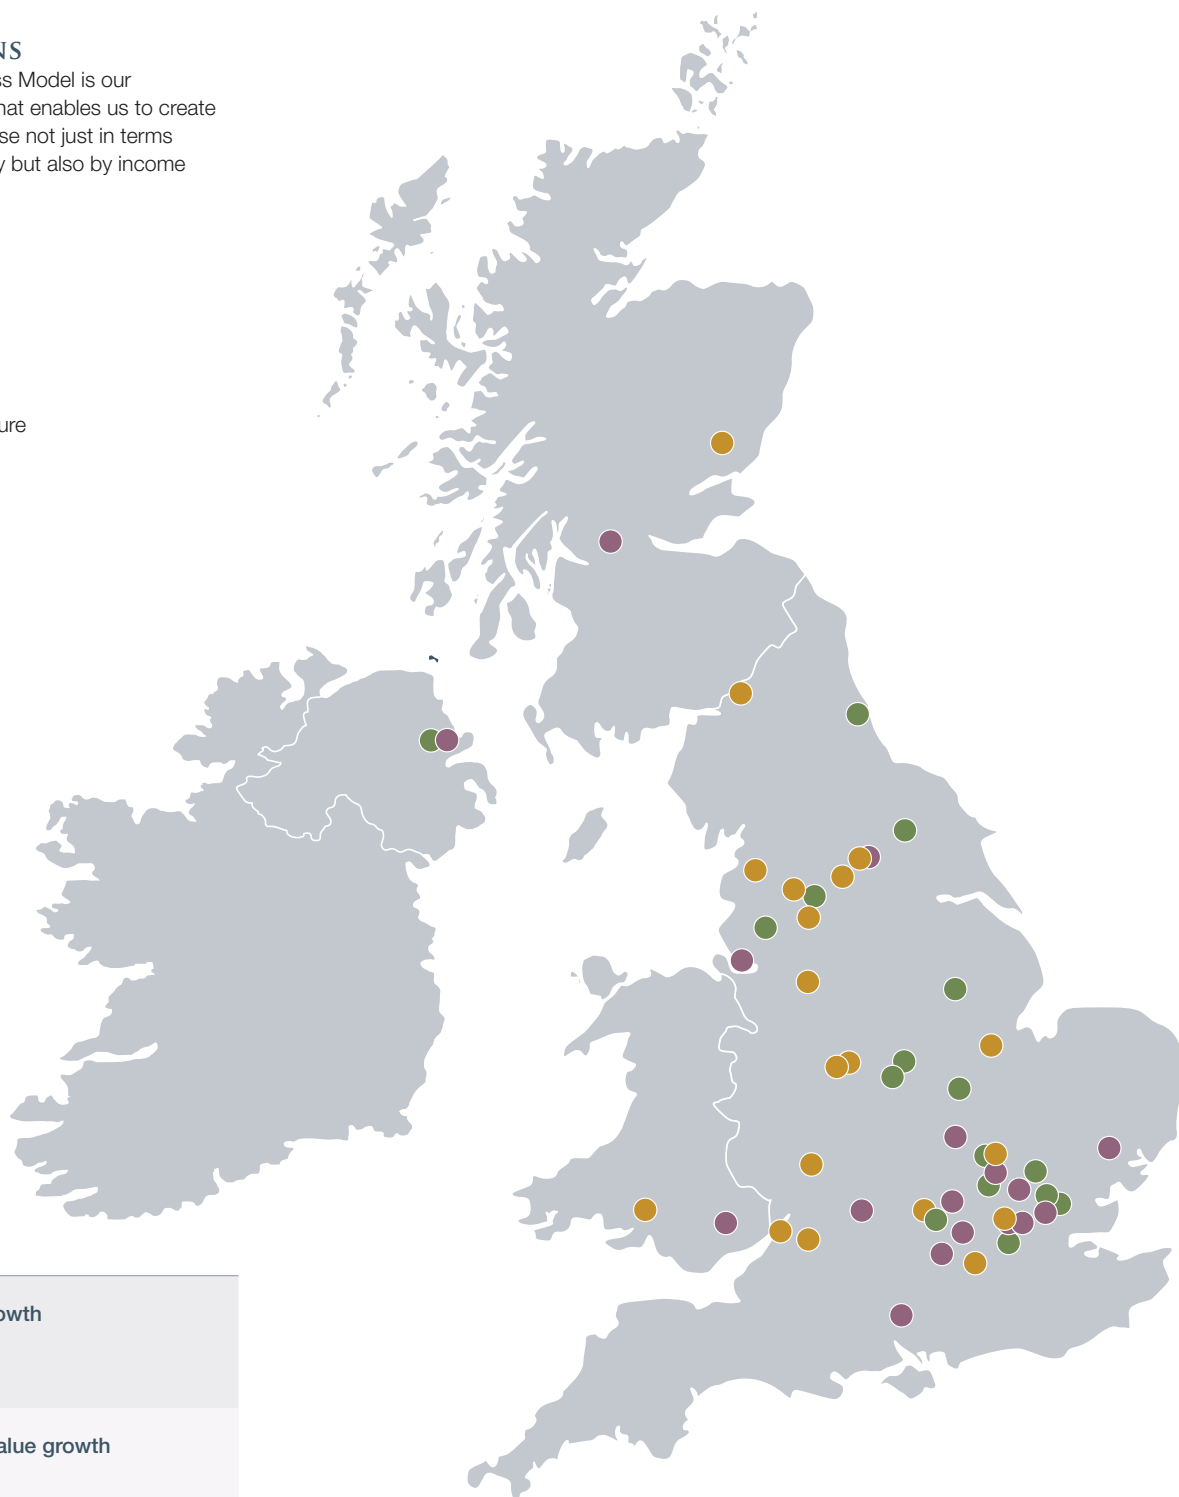 NS
ss Model is our
hat enables us to create
se not just in terms
y but also by income
ure
owth
alue growth